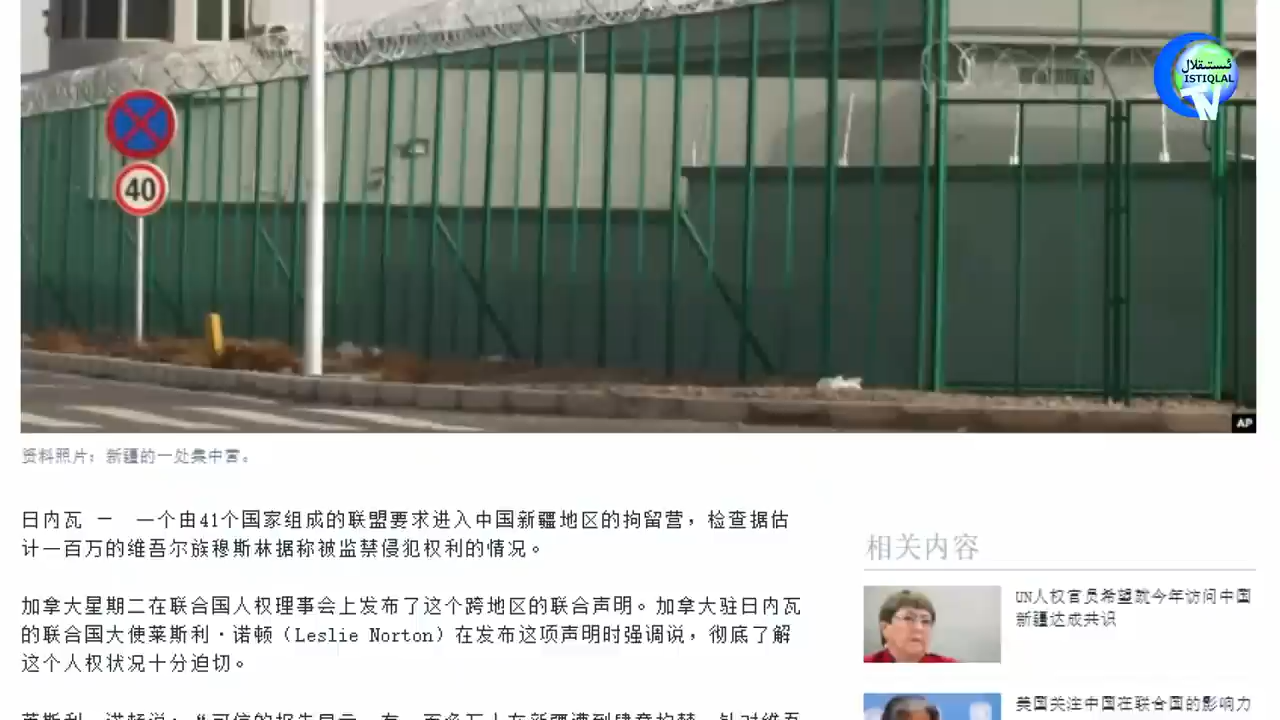 ئىستىقلال
ISTIQLAL
TV
40
AP
资料照片：新疆的一处集中营。
日内瓦 — 一个由41个国家组成的联盟要求进入中国新疆地区的拘留营，检查据估
计一百万的维吾尔族穆斯林据称被监禁侵犯权利的情况。
加拿大星期二在联合国人权理事会上发布了这个跨地区的联合声明。加拿大驻日内瓦
的联合国大使莱斯利·诺顿（Leslie Norton）在发布这项声明时强调说，彻底了解
这个人权状况十分迫切。
相关内容
UN人权官员希望就今年访问中国
新疆达成共识
美国关注中国在联合国的影响力